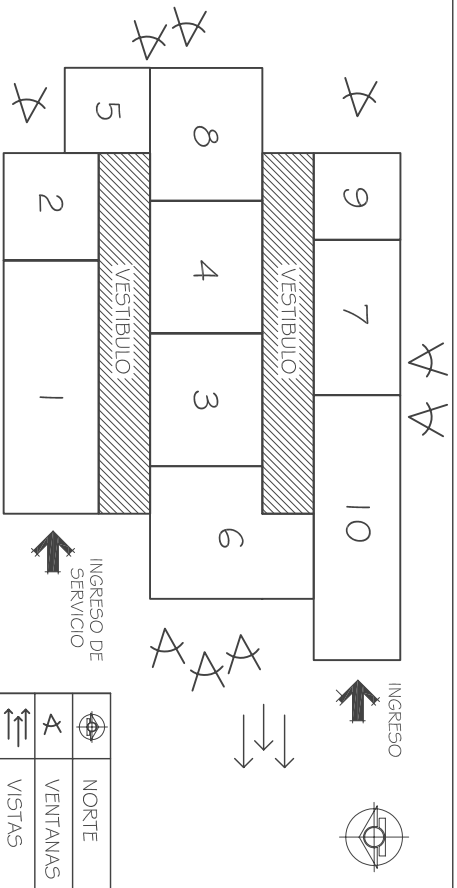 INGRESO
9
7
10
VESTIBULO
8
4
3
6
VESTIBULO
5
INGRESO DE
SERVICIO
2
1
NORTE
VENTANAS
VISTAS